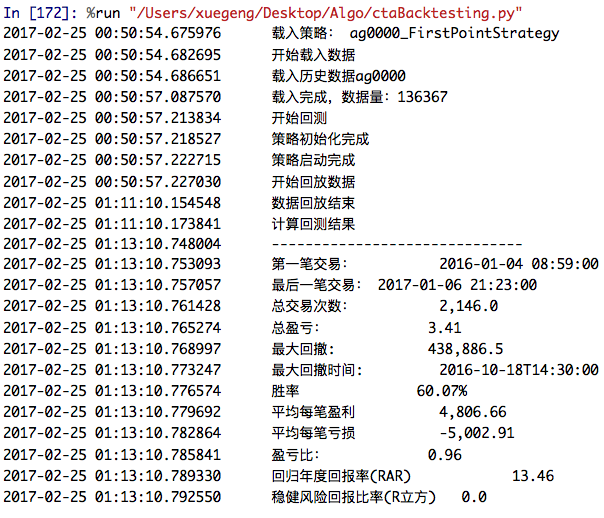 In [172]: %run "/Users/xuegeng/Desktop/Algo/ctaBacktesting.py"
2017-02-25 00:50:54.675976 载入策略： ag0000_FirstPointStrategy
2017-02-25 00:50:54.682695 开始载入数据
2017-02-25 00:50:54.686651 载入历史数据ag0000
2017-02-25 00:50:57.087570 载入完成，数据量：136367
2017-02-25 00:50:57.213834 开始回测
2017-02-25 00:50:57.218527 策略初始化完成
2017-02-25 00:50:57.222715 策略启动完成
2017-02-25 00:50:57.227030 开始回放数据
2017-02-25 01:11:10.154548 数据回放结束
2017-02-25 01:11:10.173841 计算回测结果
2017-02-25 01:13:10.748004 ------------------------------
2017-02-25 01:13:10.753093 第一笔交易： 2016-01-04 08:59:00
2017-02-25 01:13:10.757057 最后一笔交易： 2017-01-06 21:23:00
2017-02-25 01:13:10.761428 总交易次数： 2,146.0
2017-02-25 01:13:10.765274 总盈亏： 3.41
2017-02-25 01:13:10.768997 最大回撤: 438,886.5
2017-02-25 01:13:10.773247 最大回撤时间: 2016-10-18T14:30:00
2017-02-25 01:13:10.776574 胜率 60.07%
2017-02-25 01:13:10.779692 平均每笔盈利 4,806.66
2017-02-25 01:13:10.782864 平均每笔亏损 -5,002.91
2017-02-25 01:13:10.785841 盈亏比： 0.96
2017-02-25 01:13:10.789330 回归年度回报率(RAR) 13.46
2017-02-25 01:13:10.792550 稳健风险回报比率(R立方) 0.0